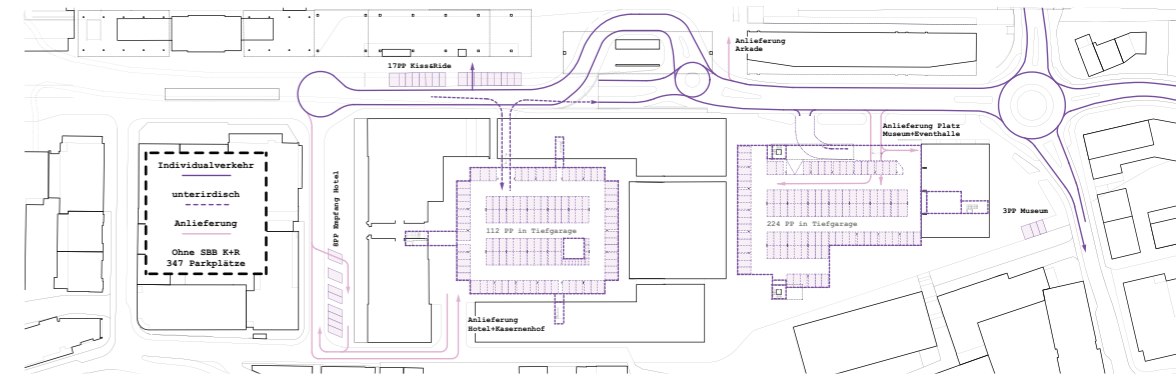 17PP Kiss&Ride
Anlieferung
Arkade
Anlieferung Platz
Museum+Eventhalle
Individualverkehr
unterirdisch
Anlieferung
Ohne SBB K+R
347 Parkplätze
8PP Empfang Hotel
112 PP in Tiefgarage
224 PP in Tiefgarage
3PP Museum
Anlieferung
Hotel+Kasernenhof